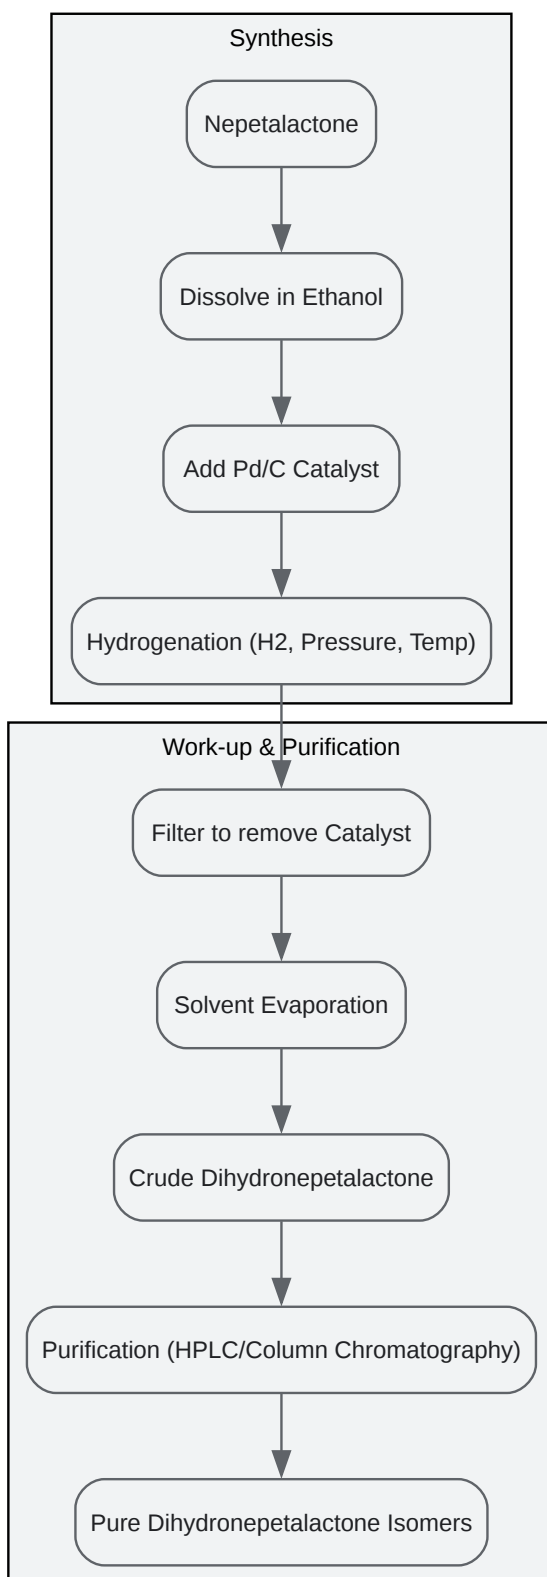 Synthesis
Nepetalactone
Dissolve in Ethanol
Add Pd/C Catalyst
Hydrogenation (H2, Pressure, Temp)
Work-up & Purification
Filter to remove Catalyst
Solvent Evaporation
Crude Dihydronepetalactone
Purification (HPLC/Column Chromatography)
Pure Dihydronepetalactone Isomers